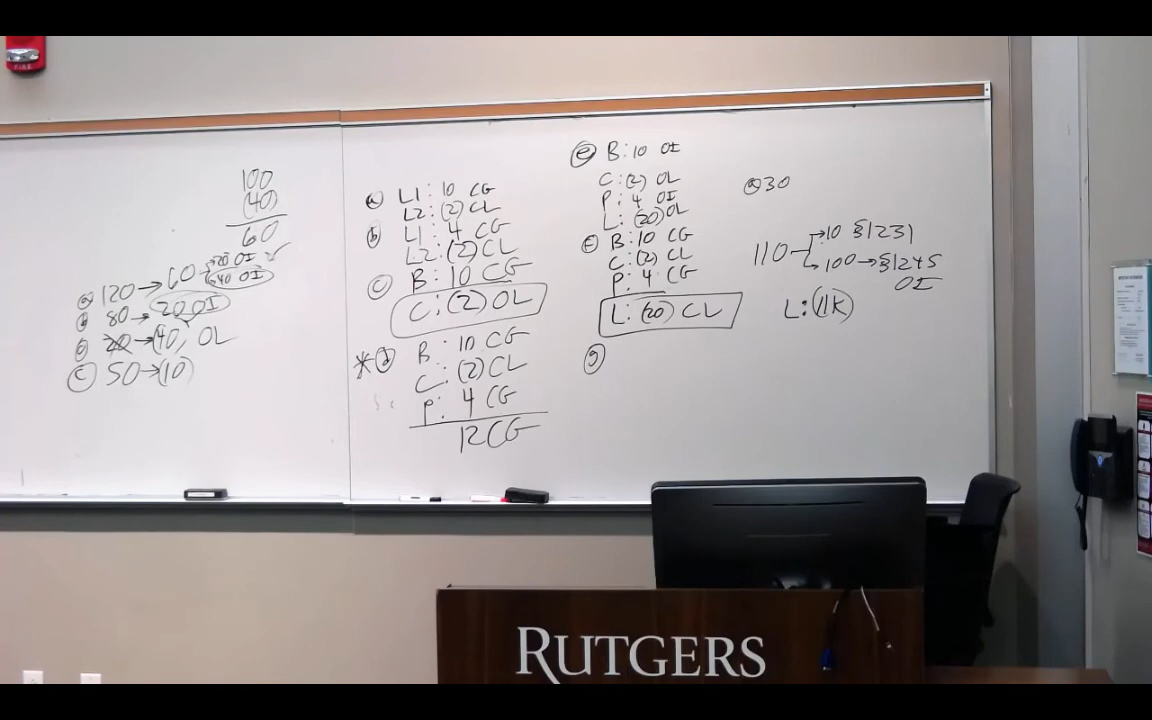 100
(40)
60
ⓐ 120 → 60 → 20 OI ✓
→ 40 OI
ⓑ 80 → 20 OI
ⓒ 20 → (40) OL
ⓒ 50 → (10)
ⓐ L1: 10 CG
L2: (2) CL
ⓑ L1: 4 CG
L2: (2) CL
ⓒ B: 10 CG
C: (2) OL
* ⓓ B: 10 CG
C: (2) CL
P: 4 CG
12 CG
ⓔ B: 10 OI
C: (2) OL
P: 4 OI
L: (20) OL
ⓕ B: 10 CG
C: (2) CL
P: 4 CG
L: (20) CL
ⓖ
ⓐ 30
110 → 10 §1231
→ 100 → §1245
OI
L: (11K)
FIRE
RUTGERS